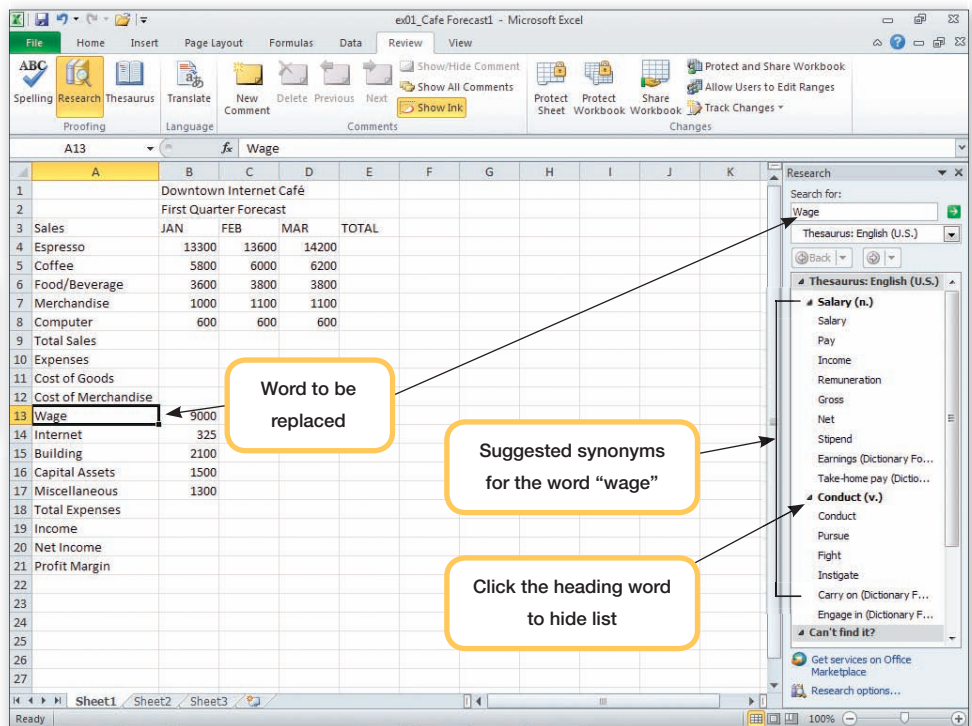 ex01_Cafe Forecast1 - Microsoft Excel
File Home Insert Page Layout Formulas Data Review View
ABC
Spelling Research Thesaurus Translate New Comment Delete Previous Next Show/Hide Comment
Show All Comments
Show Ink
Protect Sheet Protect Workbook Share Workbook Protect and Share Workbook
Allow Users to Edit Ranges
Track Changes
Proofing Language Comments Changes
A13 fx Wage
A B C D E F G H I J K
1 Downtown Internet Café
2 First Quarter Forecast
3 Sales JAN FEB MAR TOTAL
4 Espresso 13300 13600 14200
5 Coffee 5800 6000 6200
6 Food/Beverage 3600 3800 3800
7 Merchandise 1000 1100 1100
8 Computer 600 600 600
9 Total Sales
10 Expenses
11 Cost of Goods
12 Cost of Merchandise
13 Wage 9000
14 Internet 325
15 Building 2100
16 Capital Assets 1500
17 Miscellaneous 1300
18 Total Expenses
19 Income
20 Net Income
21 Profit Margin
22
23
24
25
26
27
Word to be
replaced
Suggested synonyms
for the word “wage”
Click the heading word
to hide list
Research
Search for:
Wage
Thesaurus: English (U.S.)
Back
Thesaurus: English (U.S.)
Salary (n.)
Salary
Pay
Income
Remuneration
Gross
Net
Stipend
Earnings (Dictionary Fo...
Take-home pay (Dictio...
Conduct (v.)
Conduct
Pursue
Fight
Instigate
Carry on (Dictionary F...
Engage in (Dictionary F...
Can't find it?
Get services on Office
Marketplace
Research options...
Sheet1 Sheet2 Sheet3
Ready 100%